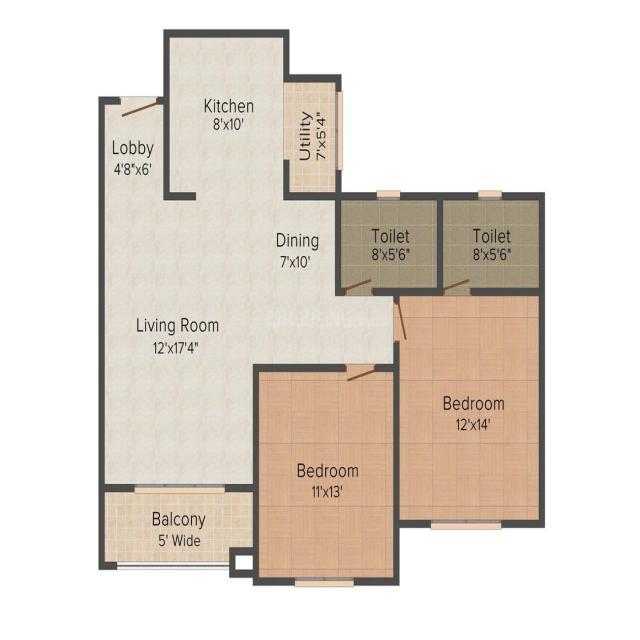 Kitchen
8'x10'
Utility
7'x5'4"
Lobby
4'8"x6'
Toilet
8'x5'6"
Toilet
8'x5'6"
Dining
7'x10'
Living Room
12'x17'4"
Bedroom
12'x14'
Bedroom
11'x13'
Balcony
5' Wide